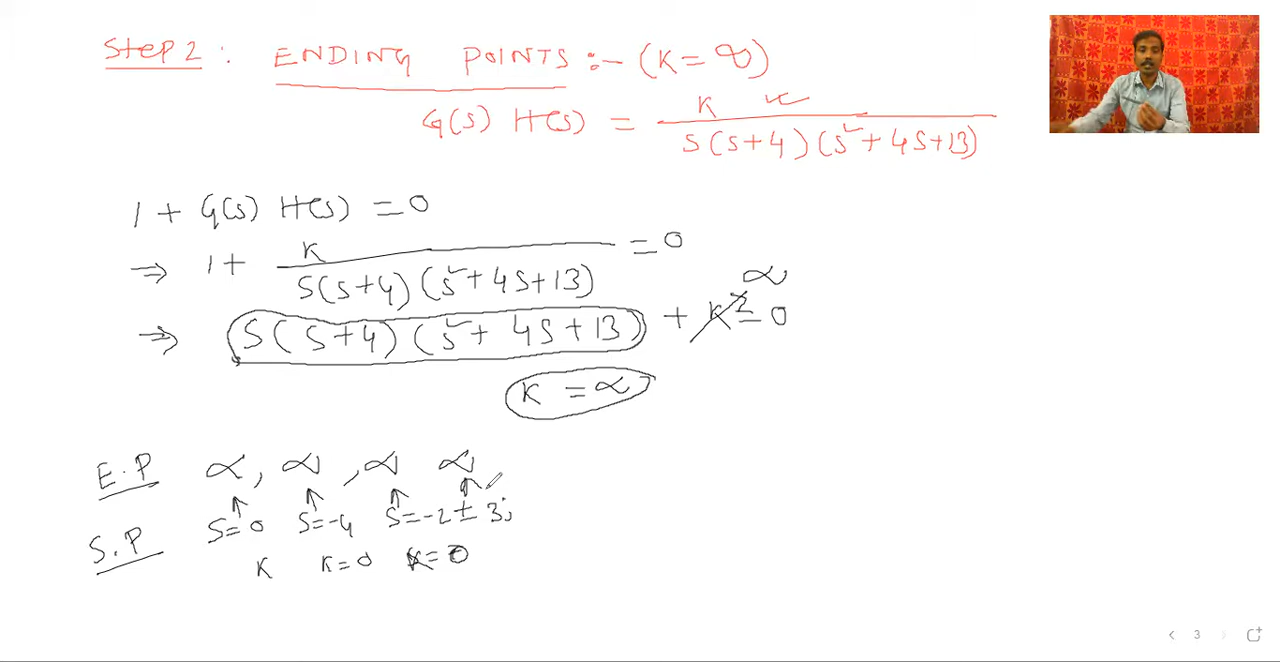 Step 2 : ENDING POINTS :- (K = ∞)
G(s) H(s) = K / S(S+4)(S²+4S+13)
1 + G(s) H(s) = 0
⇒ 1 + K / S(S+4)(S²+4S+13) = 0
∞
⇒ S(S+4)(S²+4S+13) + K = 0
K = ∞
E.P ∞, ∞, ∞ ∞
S.P S=0 S=-4 S=-2±3j
K K=0 K=0
< 3 >